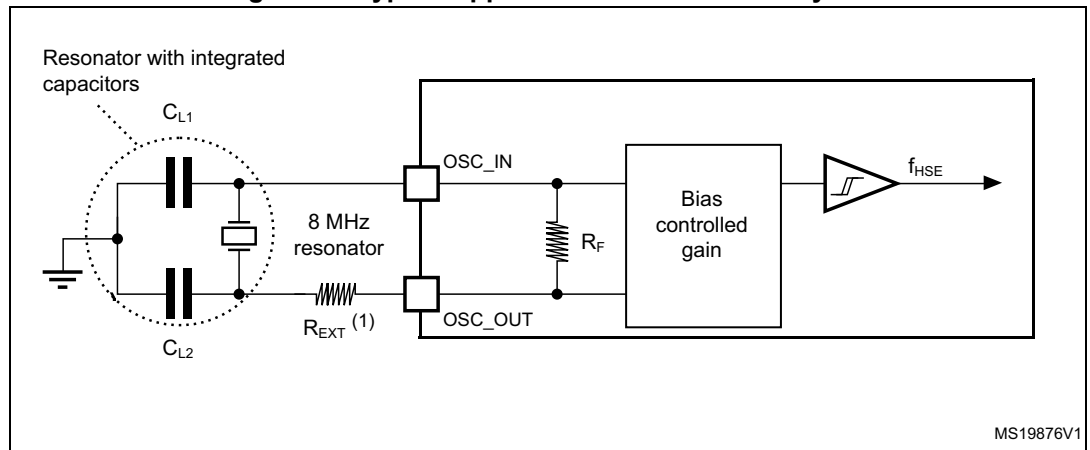 Resonator with integrated
capacitors
CL1
OSC_IN
fHSE
8 MHz
resonator
RF
Bias
controlled
gain
REXT (1)
OSC_OUT
CL2
MS19876V1